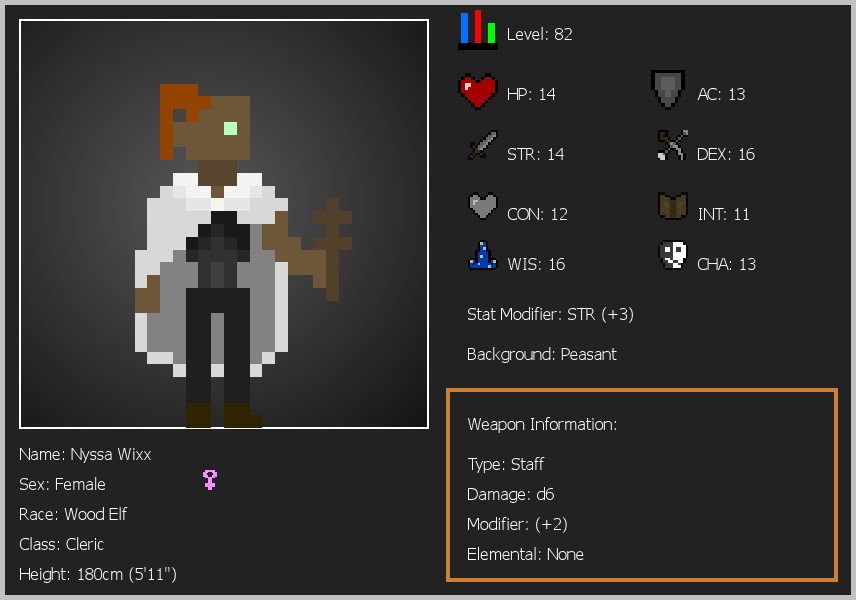 Level: 82
HP: 14
AC: 13
STR: 14
DEX: 16
CON: 12
INT: 11
WIS: 16
CHA: 13
Stat Modifier: STR (+3)
Background: Peasant
Weapon Information:
Type: Staff
Damage: d6
Modifier: (+2)
Elemental: None
Name: Nyssa Wixx
Sex: Female
Race: Wood Elf
Class: Cleric
Height: 180cm (5'11")